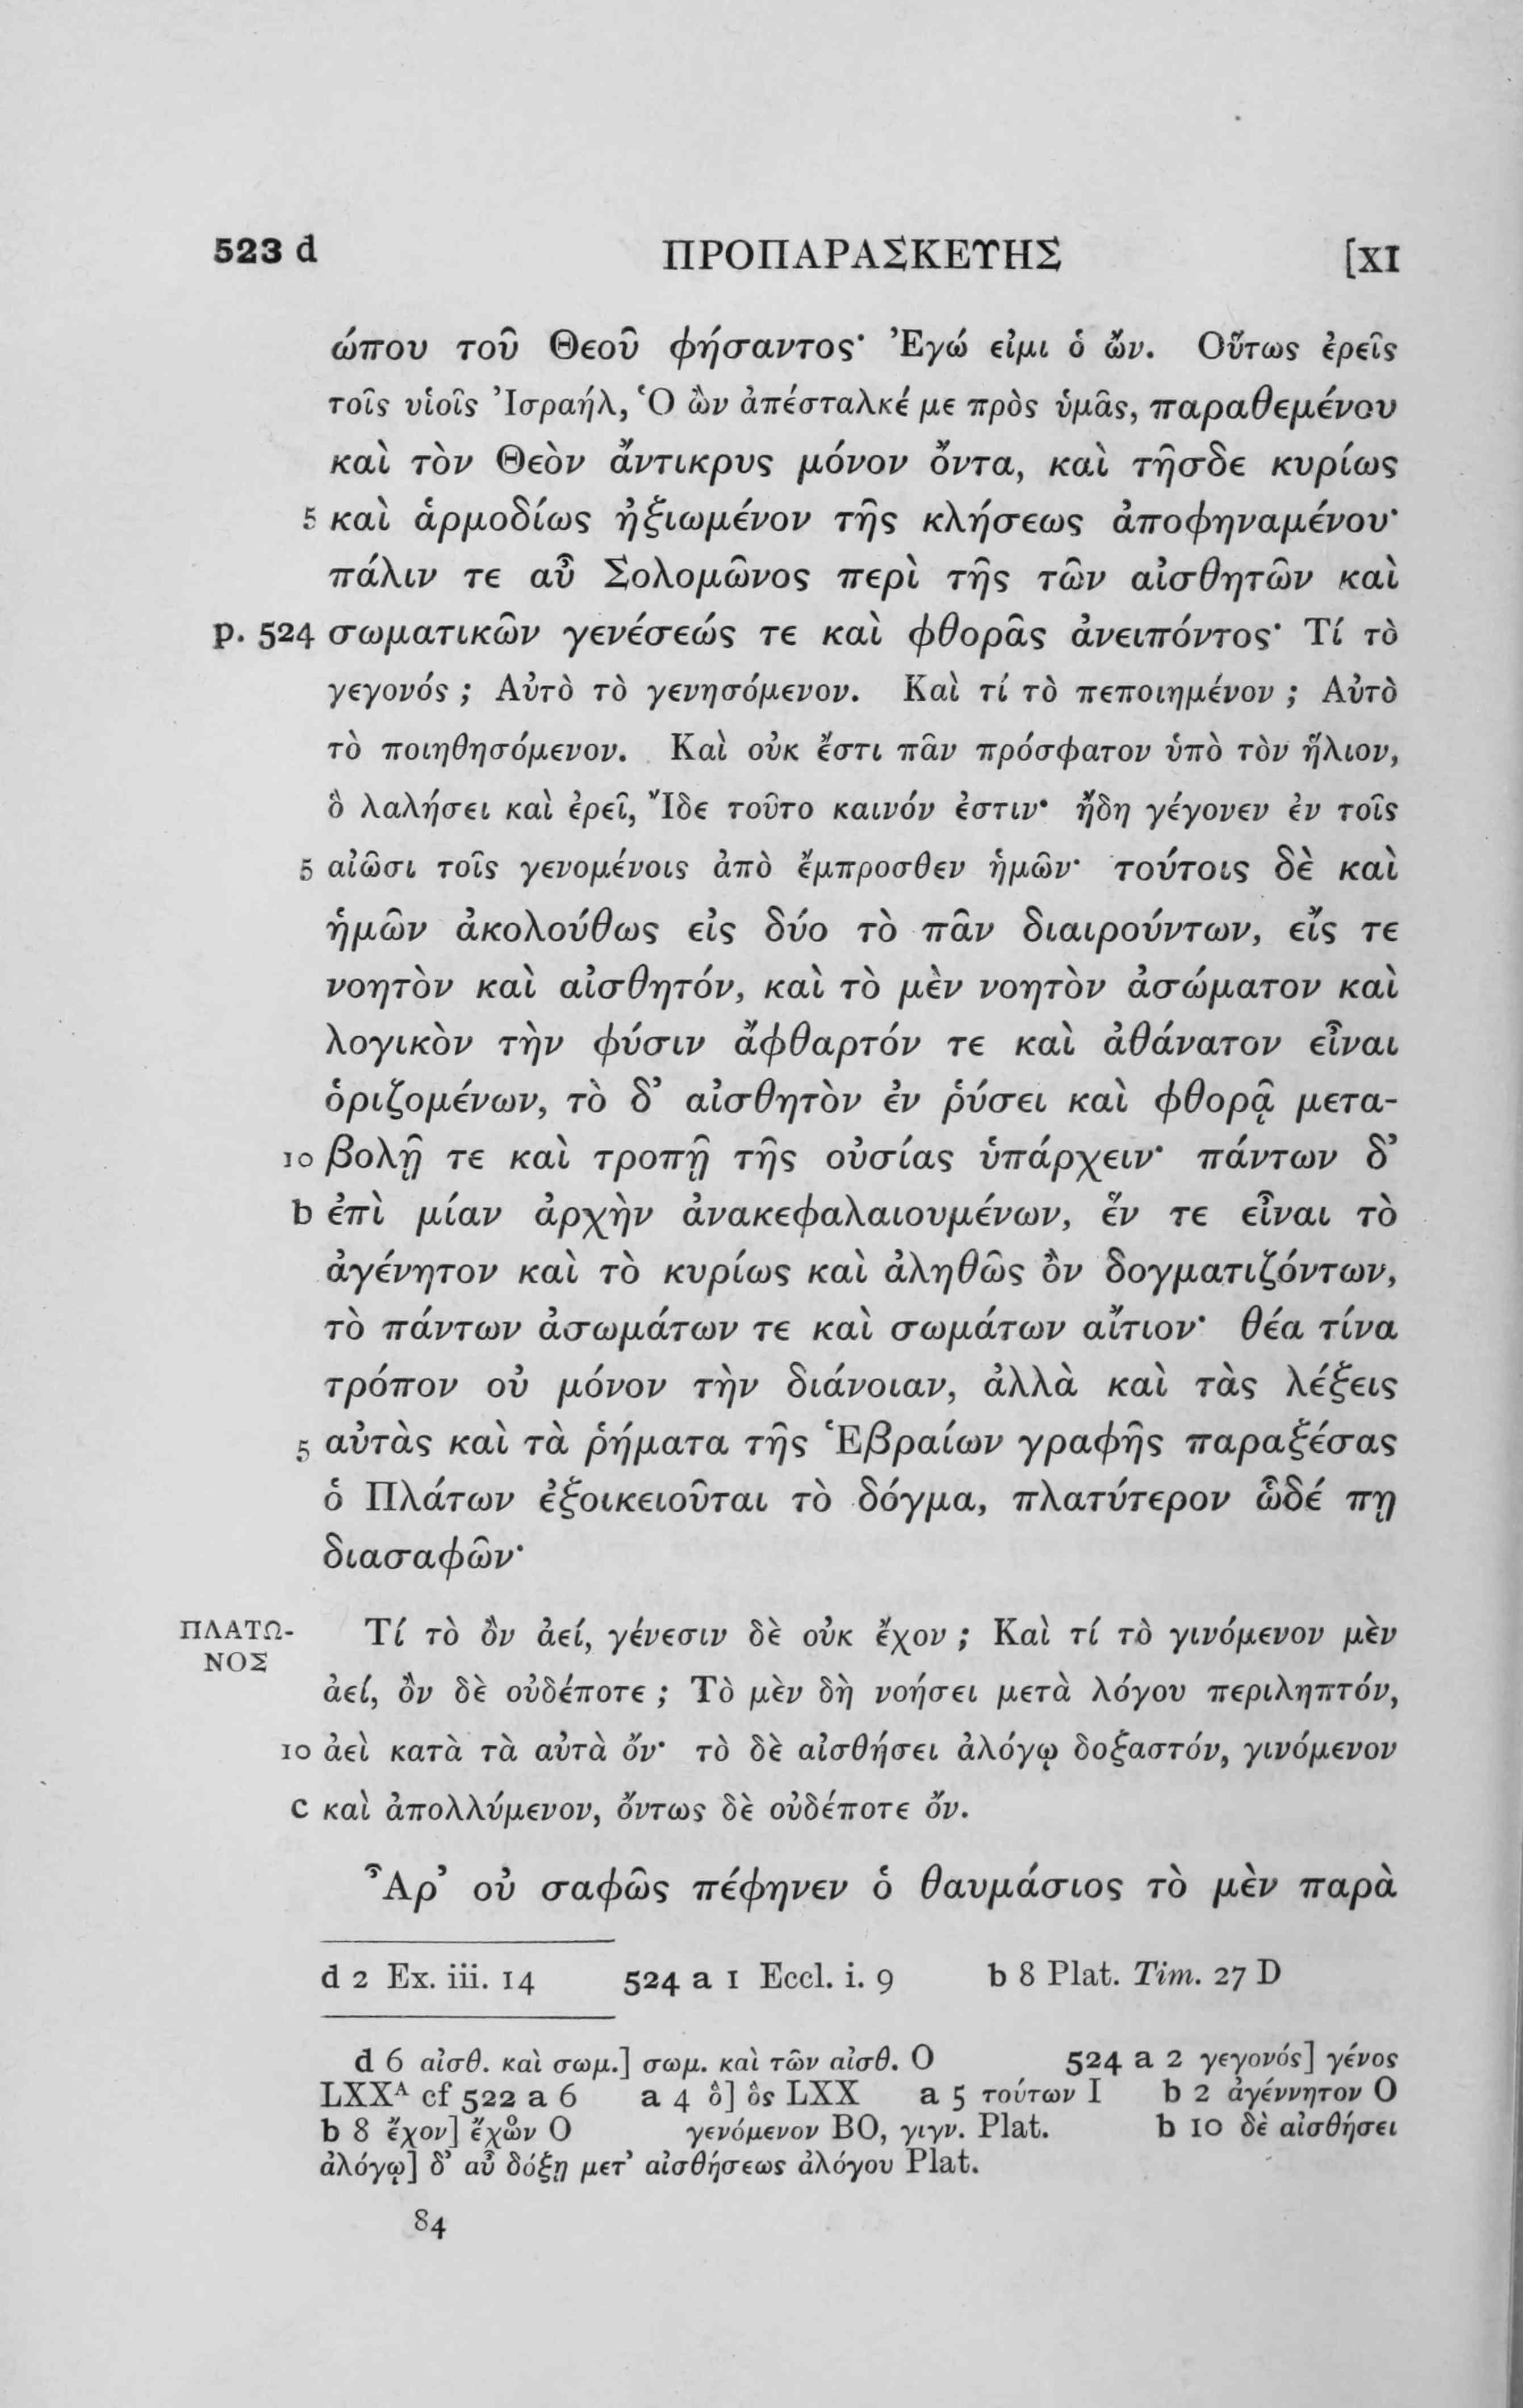 523 d ΠΡΟΠΑΡΑΣΚΕΥΗΣ [XI
ώπου τοῦ Θεοῦ φήσαντος· Ἐγώ εἰμι ὁ ὤν. Οὕτως ἐρεῖς
τοῖς υἱοῖς Ἰσραήλ, Ὁ ὢν ἀπέσταλκέ με πρὸς ὑμᾶς, παραθεμένου
καὶ τὸν Θεὸν ἄντικρυς μόνον ὄντα, καὶ τῆσδε κυρίως
5 καὶ ἁρμοδίως ἠξιωμένον τῆς κλήσεως ἀποφηναμένου·
πάλιν τε αὖ Σολομῶνος περὶ τῆς τῶν αἰσθητῶν καὶ
p. 524 σωματικῶν γενέσεώς τε καὶ φθορᾶς ἀνειπόντος· Τί τὸ
γεγονός ; Αὐτὸ τὸ γενησόμενον. Καὶ τί τὸ πεποιημένον ; Αὐτὸ
τὸ ποιηθησόμενον. Καὶ οὐκ ἔστι πᾶν πρόσφατον ὑπὸ τὸν ἥλιον,
ὃ λαλήσει καὶ ἐρεῖ, Ἴδε τοῦτο καινόν ἐστιν· ἤδη γέγονεν ἐν τοῖς
5 αἰῶσι τοῖς γενομένοις ἀπὸ ἔμπροσθεν ἡμῶν· τούτοις δὲ καὶ
ἡμῶν ἀκολούθως εἰς δύο τὸ πᾶν διαιρούντων, εἴς τε
νοητὸν καὶ αἰσθητόν, καὶ τὸ μὲν νοητὸν ἀσώματον καὶ
λογικὸν τὴν φύσιν ἄφθαρτόν τε καὶ ἀθάνατον εἶναι
ὁριζομένων, τὸ δ’ αἰσθητὸν ἐν ῥύσει καὶ φθορᾷ μετα-
10 βολῇ τε καὶ τροπῇ τῆς οὐσίας ὑπάρχειν· πάντων δ’
b ἐπὶ μίαν ἀρχὴν ἀνακεφαλαιουμένων, ἕν τε εἶναι τὸ
ἀγένητον καὶ τὸ κυρίως καὶ ἀληθῶς ὂν δογματιζόντων,
τὸ πάντων ἀσωμάτων τε καὶ σωμάτων αἴτιον· θέα τίνα
τρόπον οὐ μόνον τὴν διάνοιαν, ἀλλὰ καὶ τὰς λέξεις
5 αὐτὰς καὶ τὰ ῥήματα τῆς Ἑβραίων γραφῆς παραξέσας
ὁ Πλάτων ἐξοικειοῦται τὸ δόγμα, πλατύτερον ὧδέ πῃ
διασαφῶν·
ΠΛΑΤΩ- Τί τὸ ὂν ἀεί, γένεσιν δὲ οὐκ ἔχον ; Καὶ τί τὸ γινόμενον μὲν
ΝΟΣ
ἀεί, ὂν δὲ οὐδέποτε ; Τὸ μὲν δὴ νοήσει μετὰ λόγου περιληπτόν,
10 ἀεὶ κατὰ τὰ αὐτὰ ὄν· τὸ δὲ αἰσθήσει ἀλόγῳ δοξαστόν, γινόμενον
c καὶ ἀπολλύμενον, ὄντως δὲ οὐδέποτε ὄν.
Ἆρ’ οὐ σαφῶς πέφηνεν ὁ θαυμάσιος τὸ μὲν παρὰ
d 2 Ex. iii. 14 524 a 1 Eccl. i. 9 b 8 Plat. Tim. 27 D
d 6 αἰσθ. καὶ σωμ.] σωμ. καὶ τῶν αἰσθ. O 524 a 2 γεγονός] γένος
LXXᴬ cf 522 a 6 a 4 ὃ] ὃς LXX a 5 τούτων I b 2 ἀγέννητον O
b 8 ἔχον] ἔχων O γενόμενον BO, γιγν. Plat. b 10 δὲ αἰσθήσει
ἀλόγῳ] δ’ αὖ δόξῃ μετ’ αἰσθήσεως ἀλόγου Plat.
84